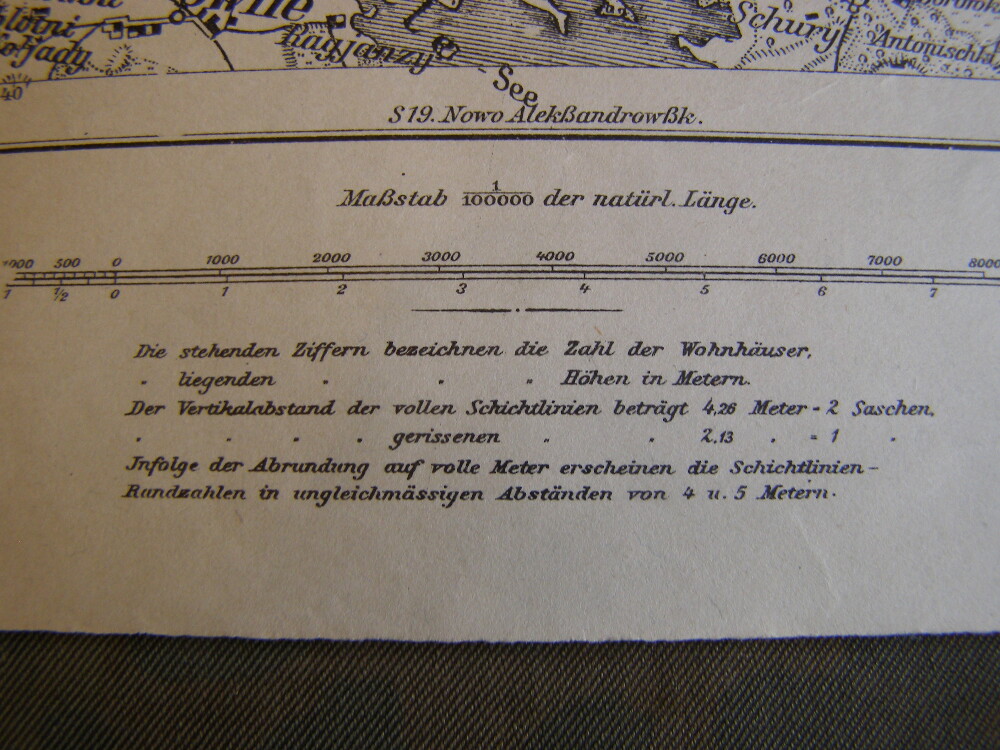 Schury
Antonischki
Gagjanzy
See
40'
S 19. Nowo Alekßandrowßk.
Maßstab 1/100000 der natürl. Länge.
1000 500 0 1000 2000 3000 4000 5000 6000 7000 8000
1 1/2 0 1 2 3 4 5 6 7
Die stehenden Ziffern bezeichnen die Zahl der Wohnhäuser,
" liegenden " " " Höhen in Metern.
Der Vertikalabstand der vollen Schichtlinien beträgt 4,26 Meter = 2 Saschen.
" " " " gerissenen " " 2,13 " = 1 "
Jnfolge der Abrundung auf volle Meter erscheinen die Schichtlinien-
Rundzahlen in ungleichmässigen Abständen von 4 u. 5 Metern.